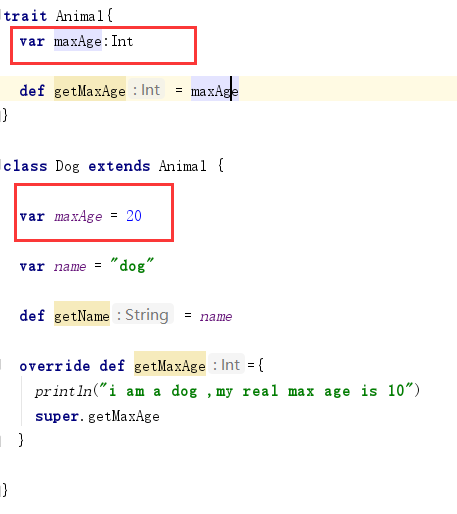 trait Animal{
var maxAge:Int
def getMaxAge : Int = maxAge
}
class Dog extends Animal {
var maxAge = 20
var name = "dog"
def getName : String = name
override def getMaxAge : Int ={
println("i am a dog ,my real max age is 10")
super.getMaxAge
}
}